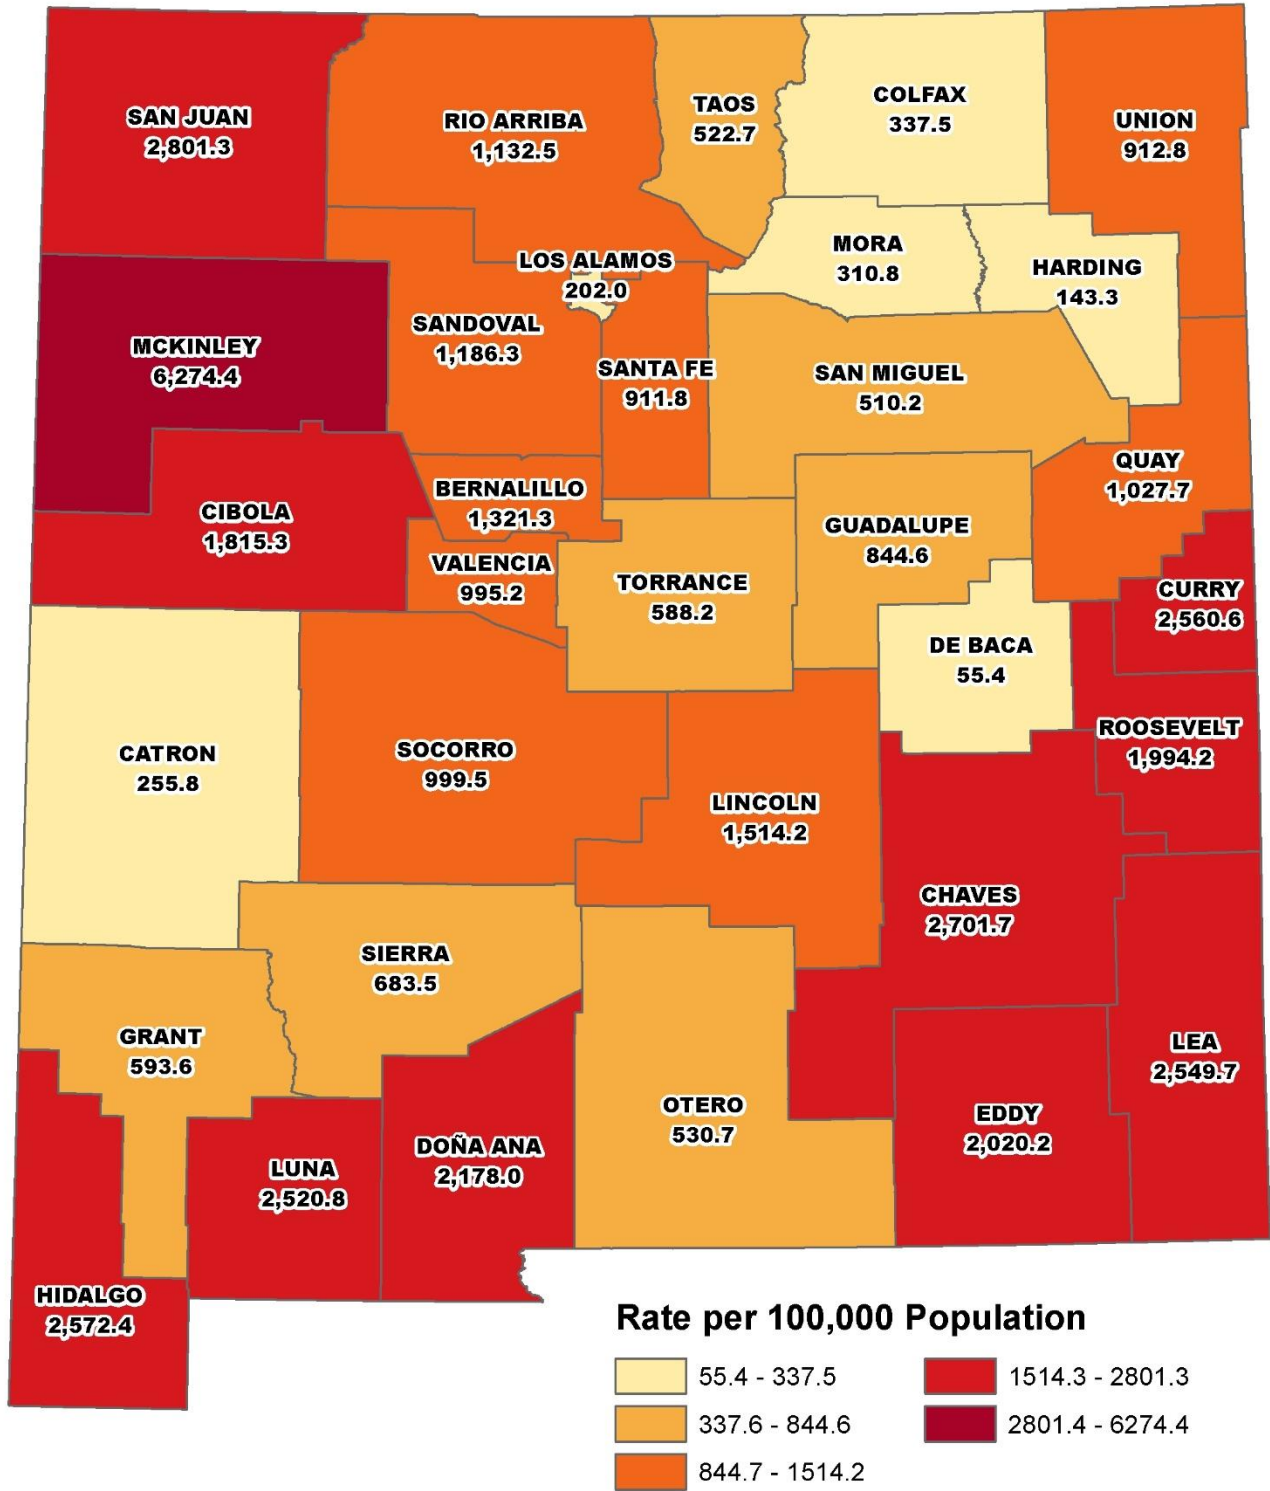 SAN JUAN
2,801.3
RIO ARRIBA
1,132.5
TAOS
522.7
COLFAX
337.5
UNION
912.8
MORA
310.8
HARDING
143.3
LOS ALAMOS
202.0
SANDOVAL
1,186.3
MCKINLEY
6,274.4
SANTA FE
911.8
SAN MIGUEL
510.2
QUAY
1,027.7
CIBOLA
1,815.3
BERNALILLO
1,321.3
GUADALUPE
844.6
VALENCIA
995.2
TORRANCE
588.2
CURRY
2,560.6
DE BACA
55.4
ROOSEVELT
1,994.2
CATRON
255.8
SOCORRO
999.5
LINCOLN
1,514.2
CHAVES
2,701.7
SIERRA
683.5
GRANT
593.6
LEA
2,549.7
OTERO
530.7
EDDY
2,020.2
DOÑA ANA
2,178.0
LUNA
2,520.8
HIDALGO
2,572.4
Rate per 100,000 Population
55.4 - 337.5
337.6 - 844.6
844.7 - 1514.2
1514.3 - 2801.3
2801.4 - 6274.4